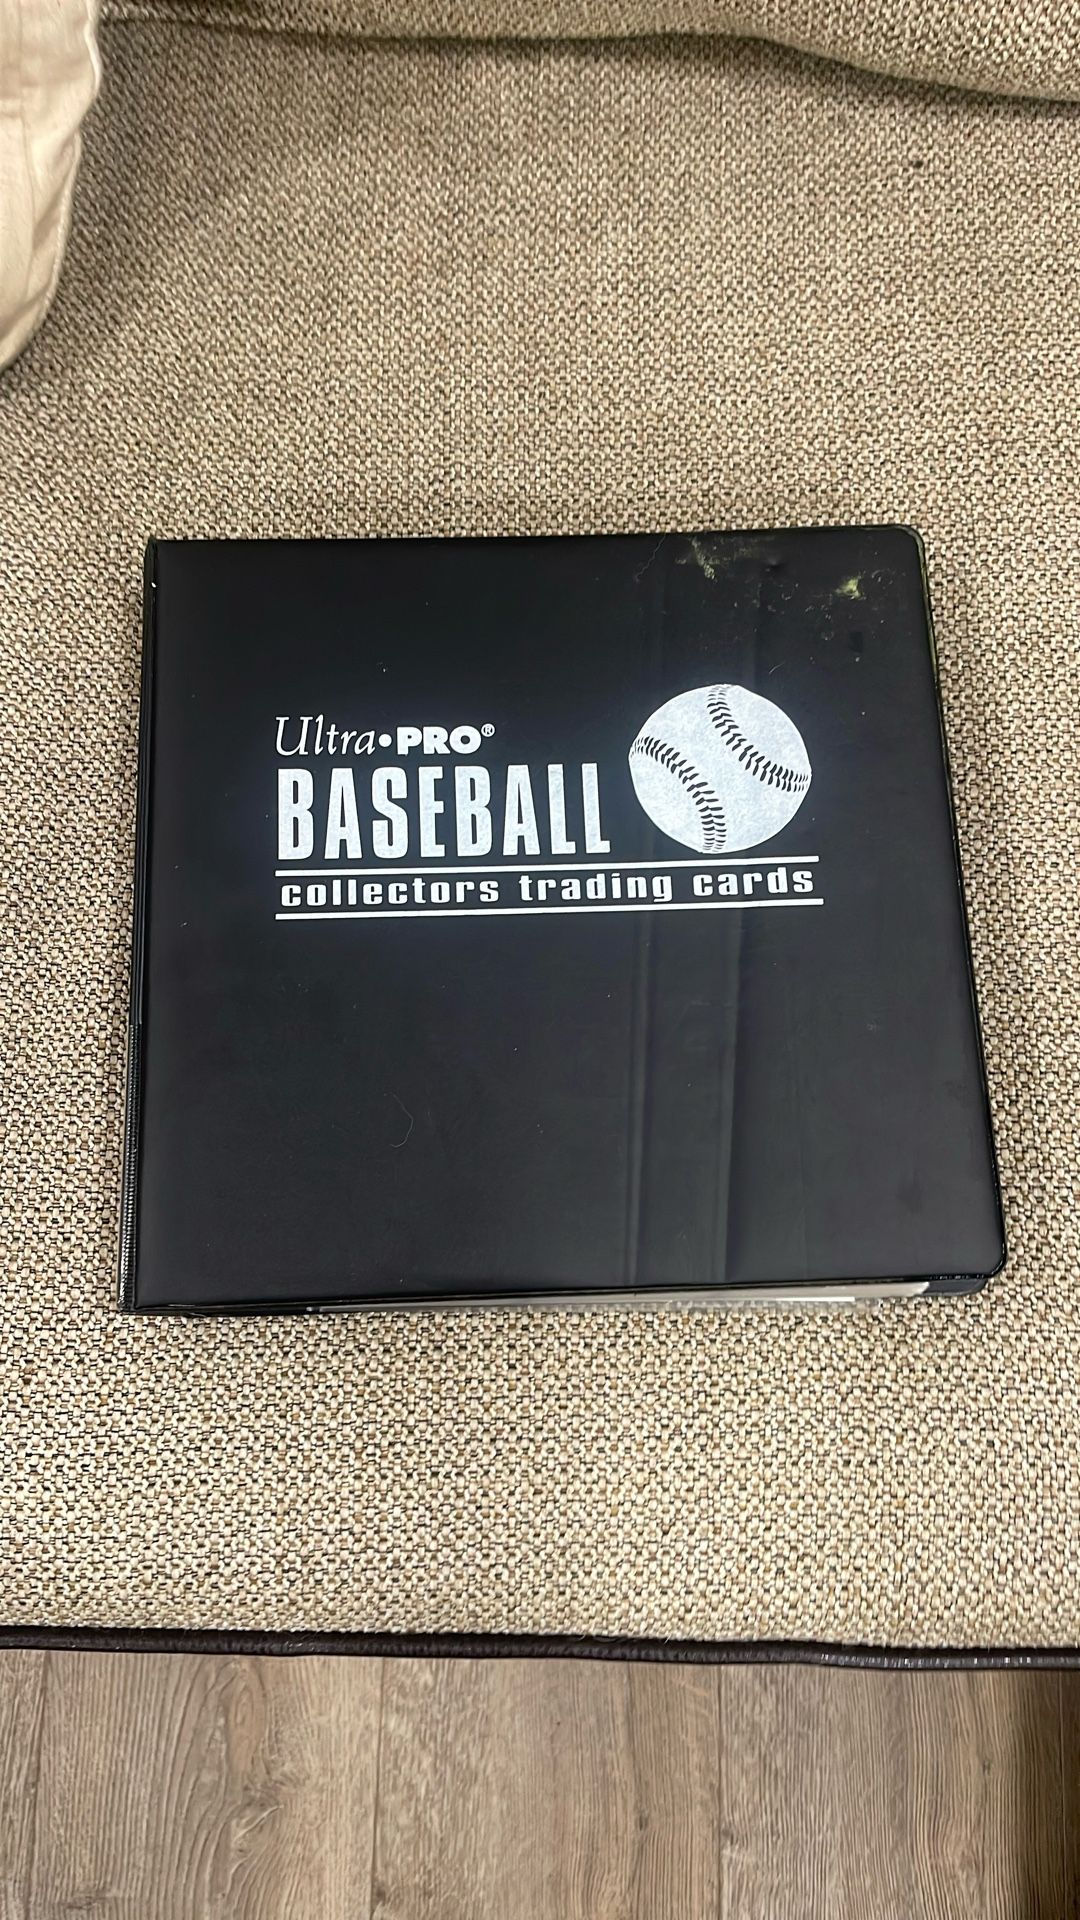 Ultra•PRO®
BASEBALL
collectors trading cards